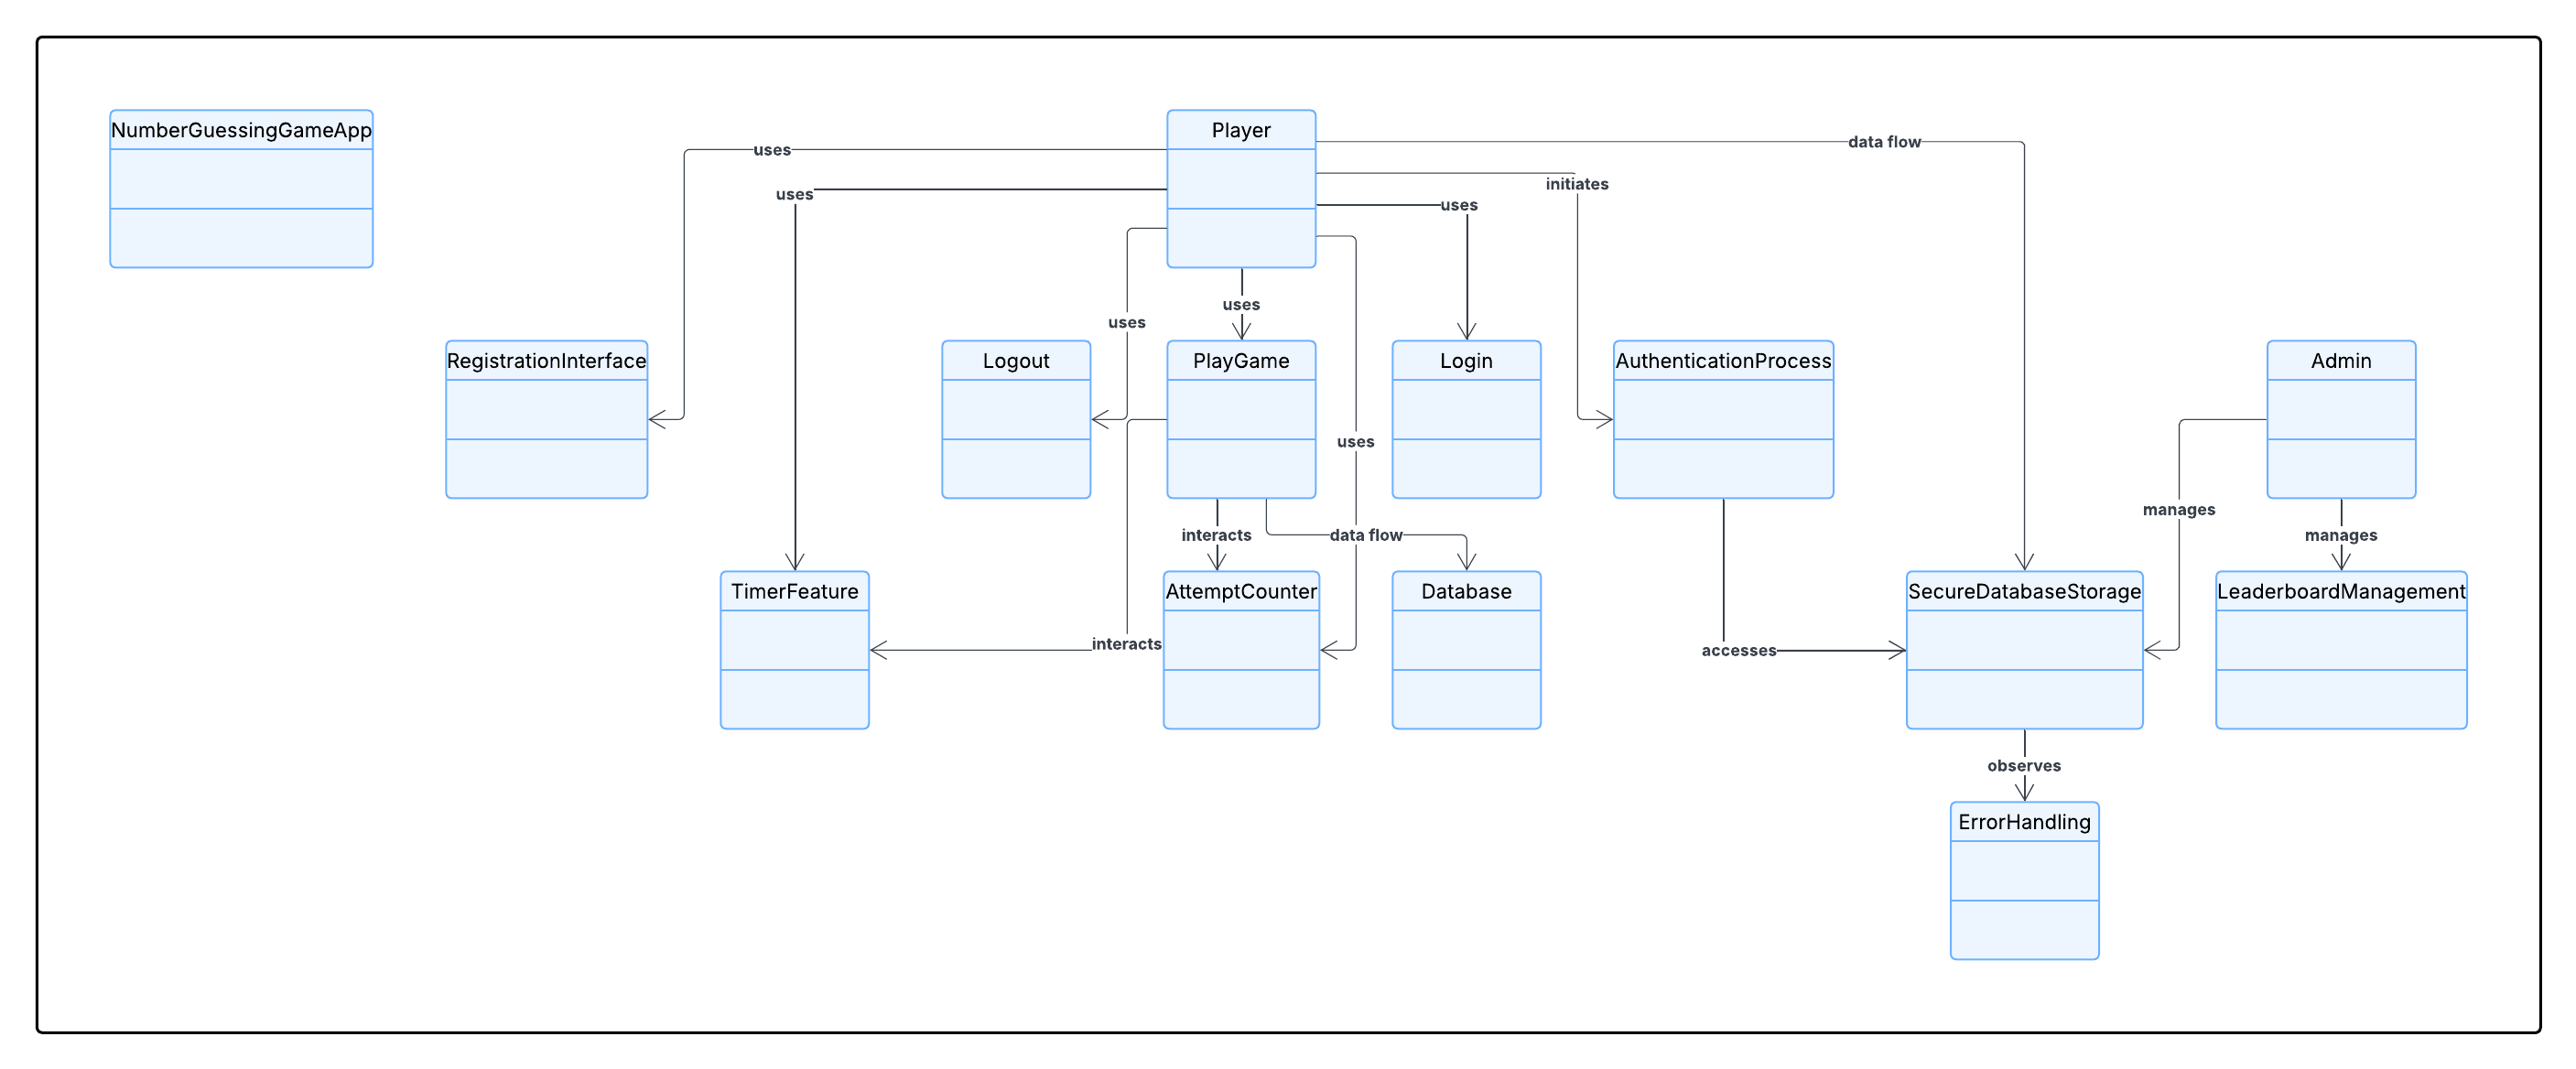 NumberGuessingGameApp
Player
uses
data flow
initiates
uses
uses
uses
uses
uses
RegistrationInterface
Logout
PlayGame
Login
AuthenticationProcess
Admin
uses
manages
interacts
data flow
manages
TimerFeature
AttemptCounter
Database
SecureDatabaseStorage
LeaderboardManagement
interacts
accesses
observes
ErrorHandling